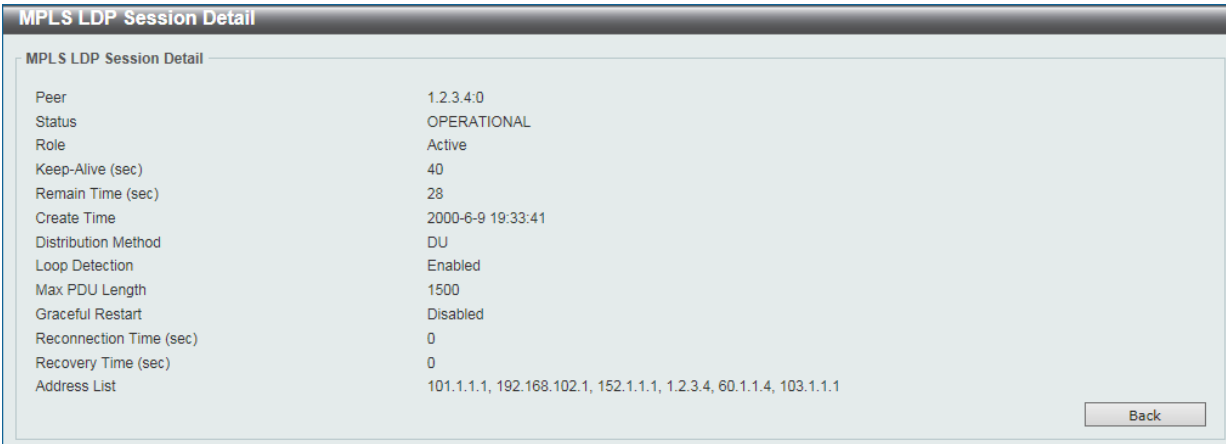 MPLS LDP Session Detail
MPLS LDP Session Detail
Peer 1.2.3.4:0
Status OPERATIONAL
Role Active
Keep-Alive (sec) 40
Remain Time (sec) 28
Create Time 2000-6-9 19:33:41
Distribution Method DU
Loop Detection Enabled
Max PDU Length 1500
Graceful Restart Disabled
Reconnection Time (sec) 0
Recovery Time (sec) 0
Address List 101.1.1.1, 192.168.102.1, 152.1.1.1, 1.2.3.4, 60.1.1.4, 103.1.1.1
Back